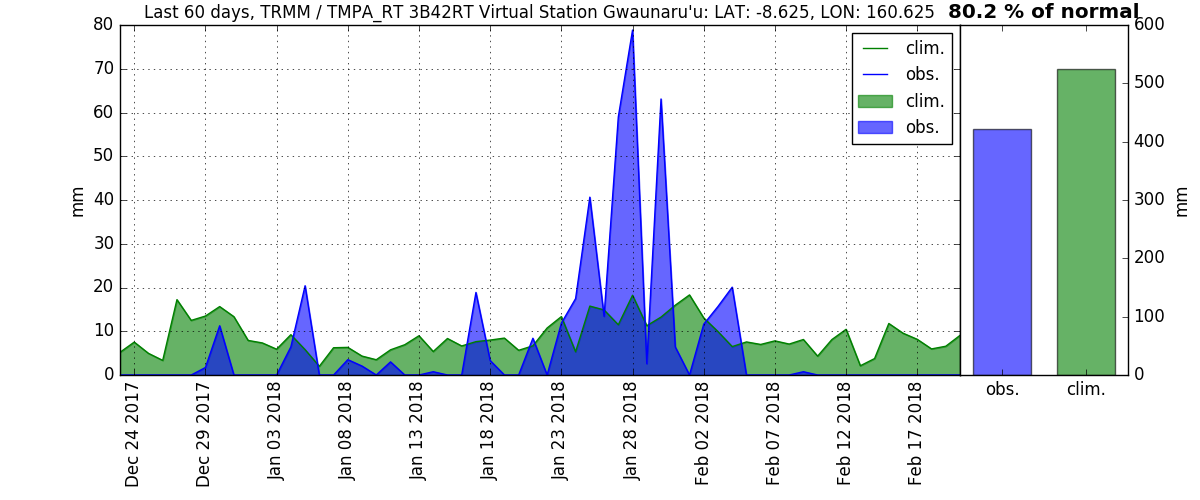 Last 60 days, TRMM / TMPA_RT 3B42RT Virtual Station Gwaunaru'u: LAT: -8.625, LON: 160.625
80.2 % of normal
80
70
60
50
40
30
20
10
0
mm
clim.
obs.
clim.
obs.
Dec 24 2017
Dec 29 2017
Jan 03 2018
Jan 08 2018
Jan 13 2018
Jan 18 2018
Jan 23 2018
Jan 28 2018
Feb 02 2018
Feb 07 2018
Feb 12 2018
Feb 17 2018
600
500
400
300
200
100
0
mm
obs.
clim.